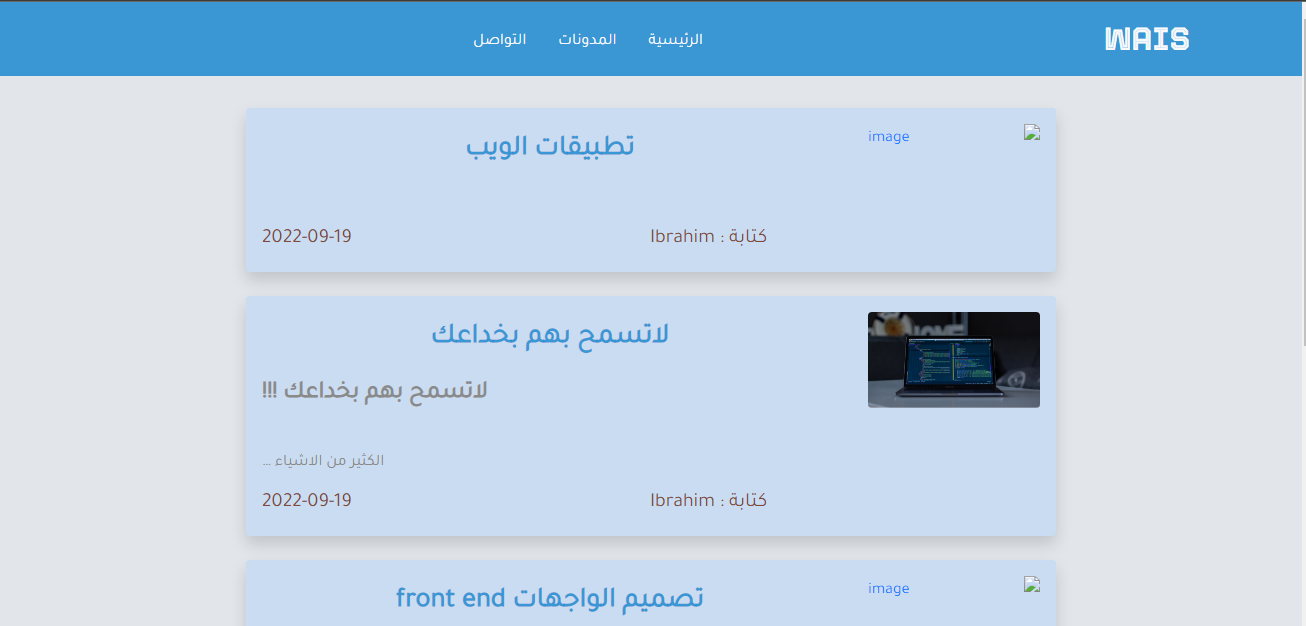 WAIS
الرئيسية
المدونات
التواصل
image
تطبيقات الويب
كتابة : Ibrahim
2022-09-19
لاتسمح بهم بخداعك
لاتسمح بهم بخداعك !!!
الكثير من الاشياء ...
كتابة : Ibrahim
2022-09-19
image
تصميم الواجهات front end